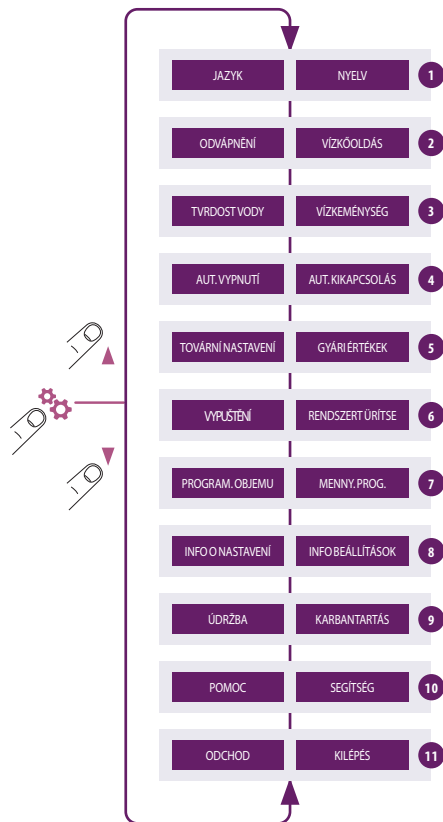 JAZYK NYELV 1
ODVÁPNĚNÍ VÍZKŐOLDÁS 2
TVRDOST VODY VÍZKEMÉNYSÉG 3
AUT. VYPNUTÍ AUT. KIKAPCSOLÁS 4
TOVÁRNÍ NASTAVENÍ GYÁRI ÉRTÉKEK 5
VYPUŠTĚNÍ RENDSZERT ÜRÍTSE 6
PROGRAM. OBJEMU MENNY. PROG. 7
INFO O NASTAVENÍ INFO BEÁLLÍTÁSOK 8
ÚDRŽBA KARBANTARTÁS 9
POMOC SEGÍTSÉG 10
ODCHOD KILÉPÉS 11